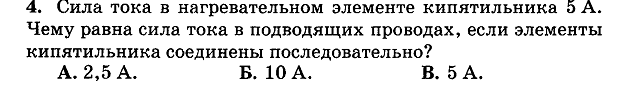 4. Сила тока в нагревательном элементе кипятильника 5 А.
Чему равна сила тока в подводящих проводах, если элементы
кипятильника соединены последовательно?
А. 2,5 А. Б. 10 А. В. 5 А.